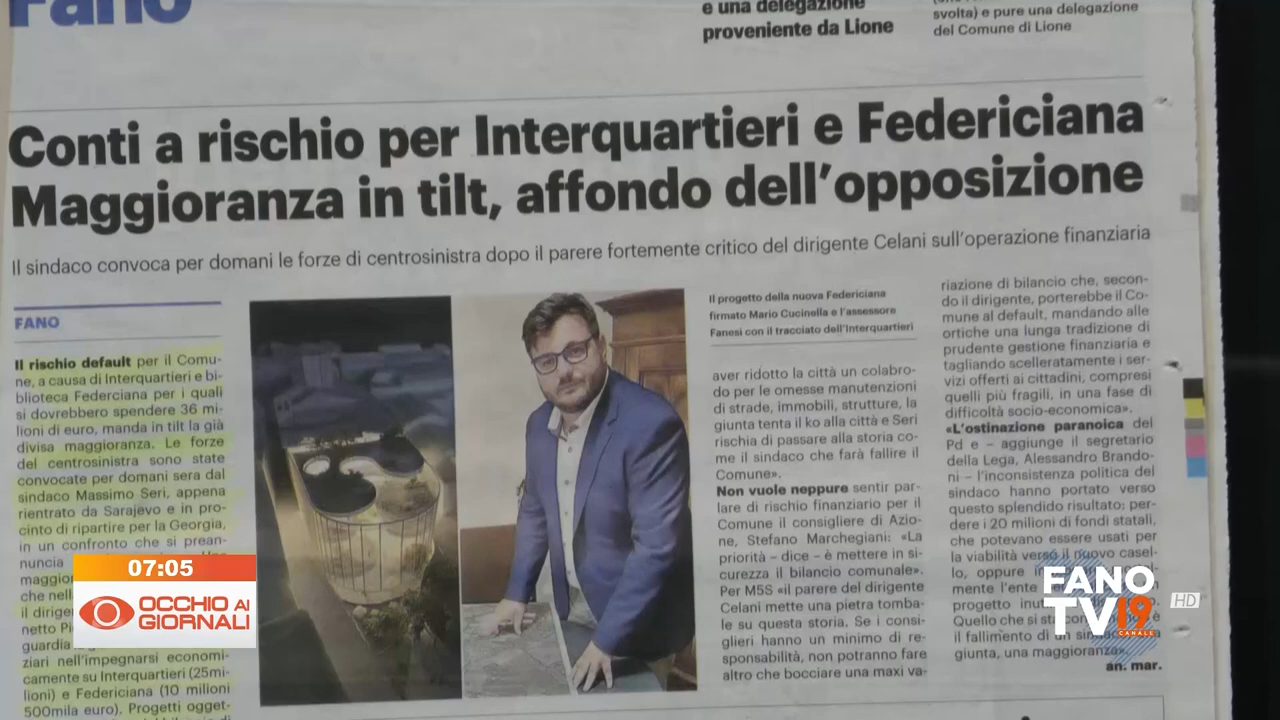 Fano
e una delegazione
proveniente da Lione
svolta) e pure una delegazione
del Comune di Lione
Conti a rischio per Interquartieri e Federiciana
Maggioranza in tilt, affondo dell'opposizione
Il sindaco convoca per domani le forze di centrosinistra dopo il parere fortemente critico del dirigente Celani sull'operazione finanziaria
FANO
Il rischio default per il Comu-
ne, a causa di Interquartieri e bi-
blioteca Federciana per i quali
si dovrebbero spendere 36 mi-
lioni di euro, manda in tilt la già
divisa maggioranza. Le forze
del centrosinistra sono state
convocate per domani sera dal
sindaco Massimo Seri, appena
rientrato da Sarajevo e in pro-
cinto di ripartire per la Georgia,
in un confronto che si prean-
nuncia
maggior
che nell
il dirige
netto Pi
guardia
ziari nell'impegnarsi economi-
camente su Interquartieri (25mi-
lioni) e Federiciana (10 milioni
500mila euro). Progetti ogget-
Il progetto della nuova Federiciana
firmato Mario Cucinella e l'assessore
Fanesi con il tracciato dell'Interquartieri
aver ridotto la città un colabro-
do per le omesse manutenzioni
di strade, immobili, strutture, la
giunta tenta il ko alla città e Seri
rischia di passare alla storia co-
me il sindaco che farà fallire il
Comune».
Non vuole neppure sentir par-
lare di rischio finanziario per il
Comune il consigliere di Azio-
ne, Stefano Marchegiani: «La
priorità – dice – è mettere in si-
curezza il bilancio comunale».
Per M5S «il parere del dirigente
Celani mette una pietra tomba-
le su questa storia. Se i consi-
glieri hanno un minimo di re-
sponsabilità, non potranno fare
altro che bocciare una maxi va-
riazione di bilancio che, secon-
do il dirigente, porterebbe il Co-
mune al default, mandando alle
ortiche una lunga tradizione di
prudente gestione finanziaria e
tagliando scelleratamente i ser-
vizi offerti ai cittadini, compresi
quelli più fragili, in una fase di
difficoltà socio-economica».
«L'ostinazione paranoica del
Pd e – aggiunge il segretario
della Lega, Alessandro Brando-
ni – l'inconsistenza politica del
sindaco hanno portato verso
questo splendido risultato; per-
dere i 20 milioni di fondi statali,
che potevano essere usati per
la viabilità verso il nuovo casel-
lo, oppure
mente l'ente
progetto
Quello che si sta
il fallimento di un
giunta, una maggioranza».
an. mar.
07:05
OCCHIO AI
GIORNALI
FANO
TV 19
CANALE
HD